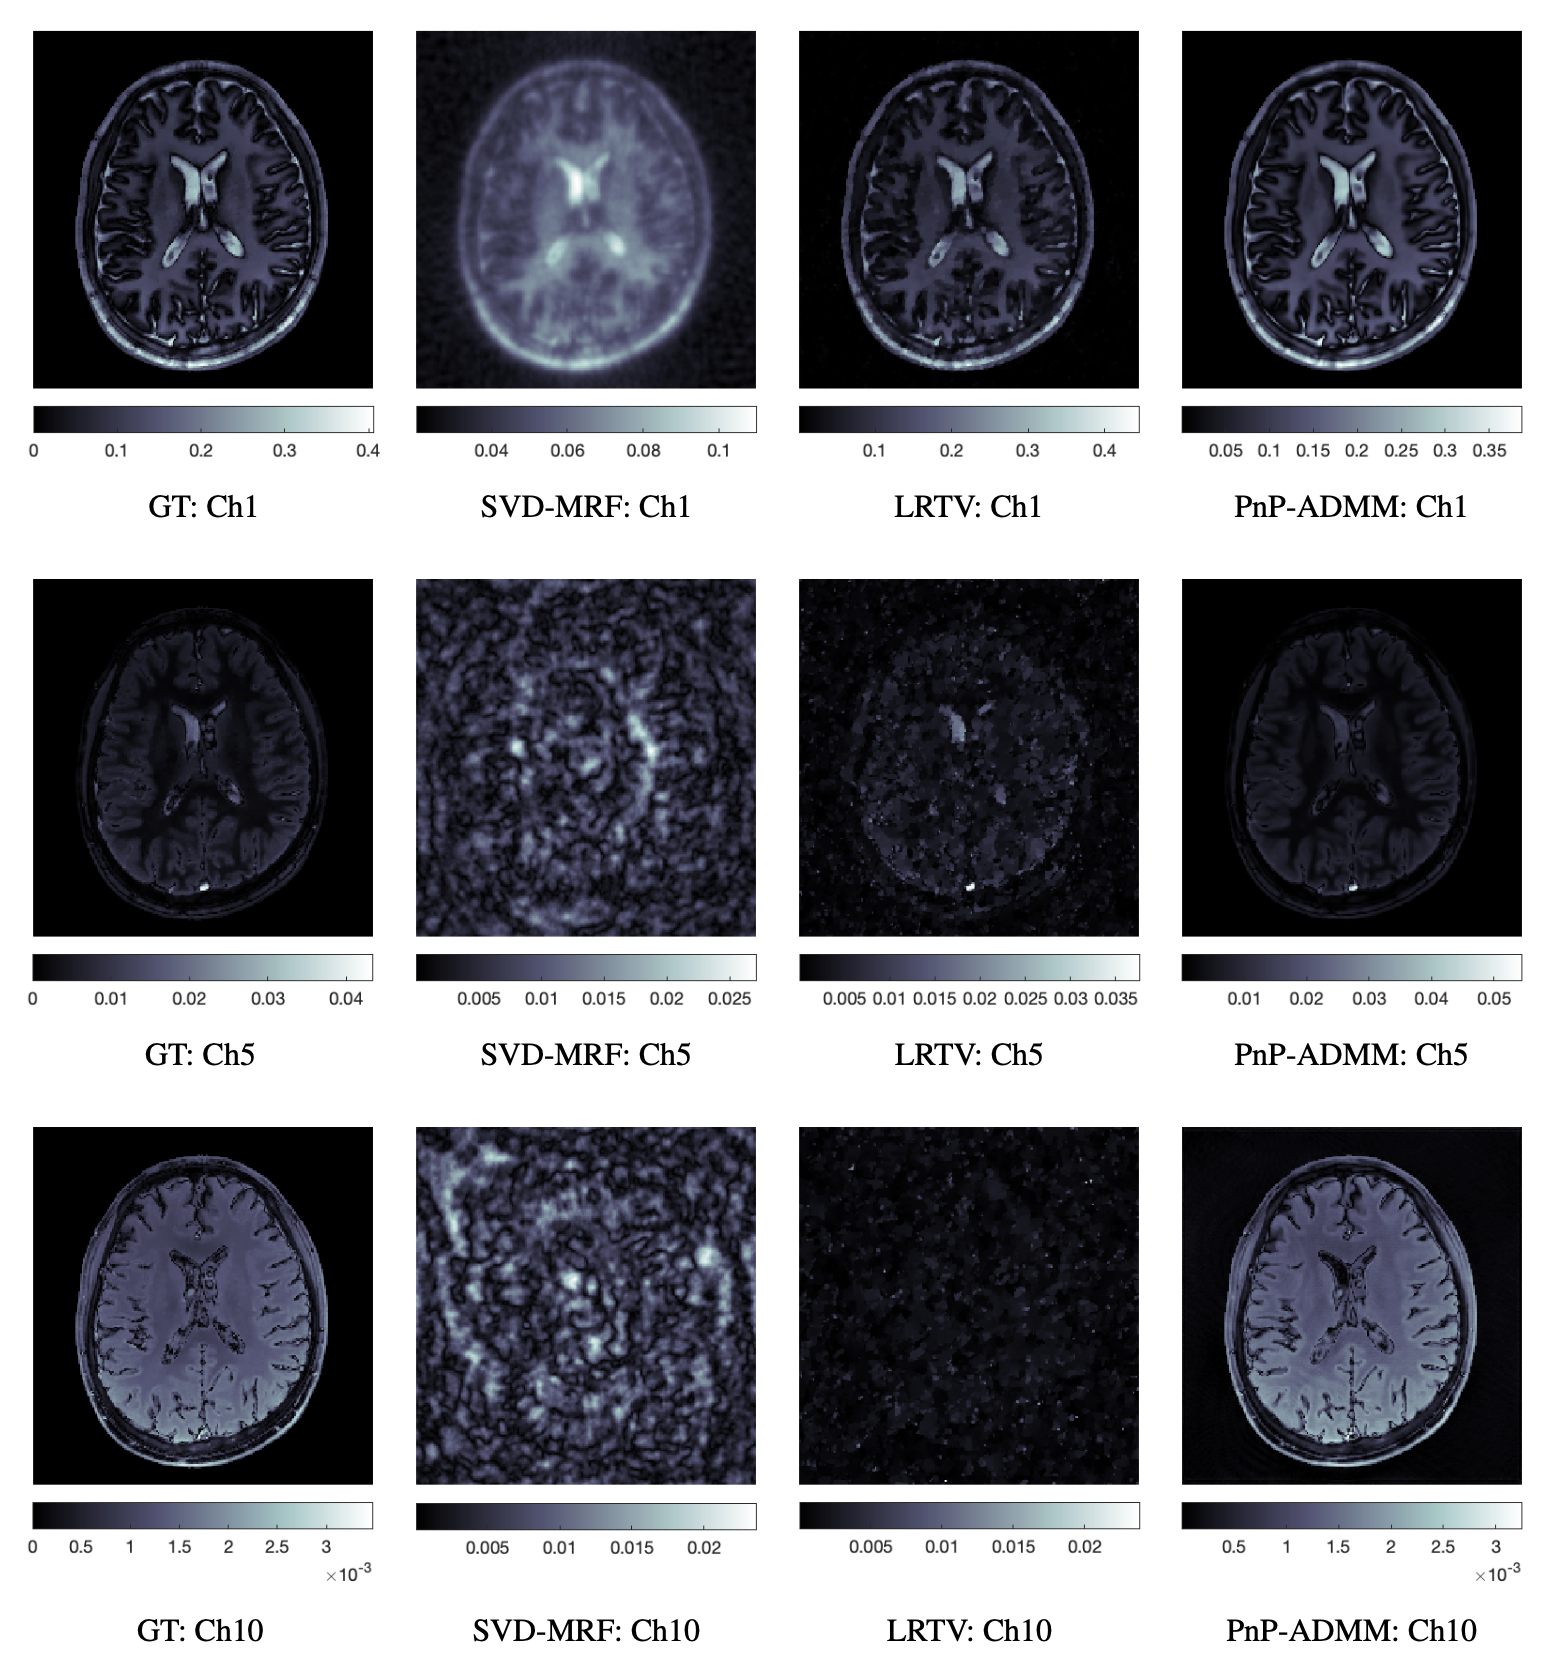 0 0.1 0.2 0.3 0.4 0.04 0.06 0.08 0.1 0.1 0.2 0.3 0.4 0.05 0.1 0.15 0.2 0.25 0.3 0.35
GT: Ch1 SVD-MRF: Ch1 LRTV: Ch1 PnP-ADMM: Ch1
0 0.01 0.02 0.03 0.04 0.005 0.01 0.015 0.02 0.025 0.005 0.01 0.015 0.02 0.025 0.03 0.035 0.01 0.02 0.03 0.04 0.05
GT: Ch5 SVD-MRF: Ch5 LRTV: Ch5 PnP-ADMM: Ch5
0 0.5 1 1.5 2 2.5 3 0.005 0.01 0.015 0.02 0.005 0.01 0.015 0.02 0.5 1 1.5 2 2.5 3
×10⁻³ ×10⁻³
GT: Ch10 SVD-MRF: Ch10 LRTV: Ch10 PnP-ADMM: Ch10